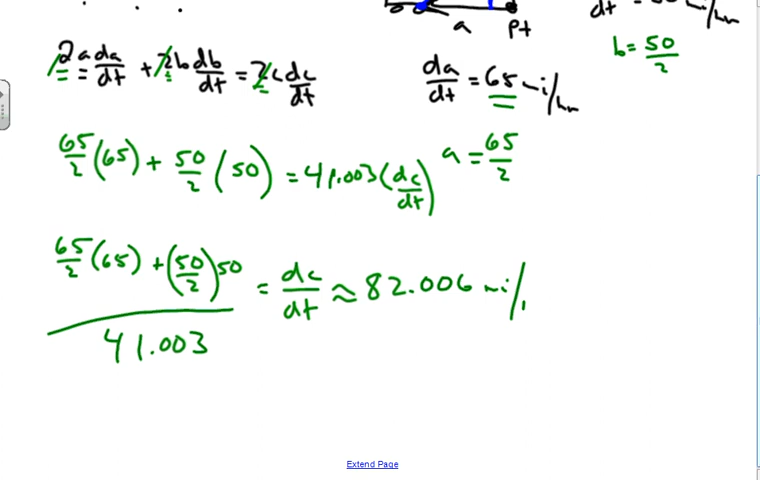 a pt
2a da/dt + 2b db/dt = 2c dc/dt
da/dt = 65 mi/hr
b = 50/2
65/2 (65) + 50/2 (50) = 41.003 (dc/dt)
a = 65/2
65/2 (65) + (50/2) 50
41.003
= dc/dt ≈ 82.006 mi/
Extend Page